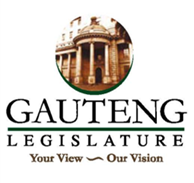 GAUTENG
LEGISLATURE
Your View ~ Our Vision